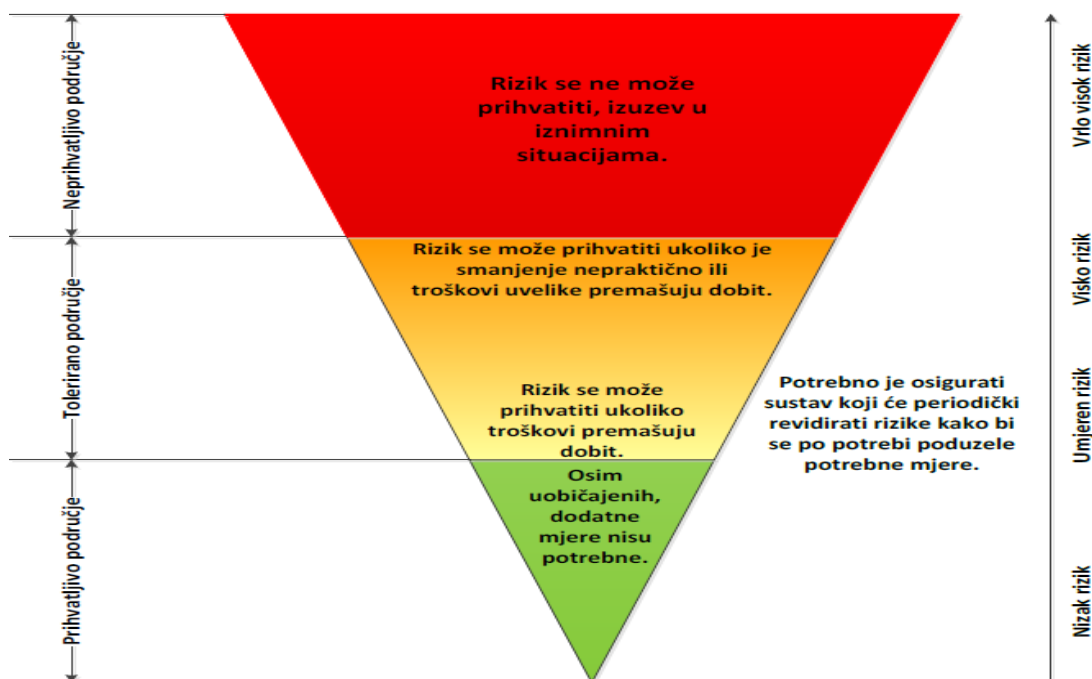 Neprihvatljivo područje
Tolerirano područje
Prihvatljivo područje
Rizik se ne može
prihvatiti, izuzev u
iznimnim
situacijama.
Rizik se može prihvatiti ukoliko je
smanjenje nepraktično ili
troškovi uvelike premašuju dobit.
Rizik se može
prihvatiti ukoliko
troškovi premašuju
dobit.
Osim
uobičajenih,
dodatne
mjere nisu
potrebne.
Potrebno je osigurati
sustav koji će periodički
revidirati rizike kako bi
se po potrebi poduzele
potrebne mjere.
Vrlo visok rizik
Visko rizik
Umjeren rizik
Nizak rizik